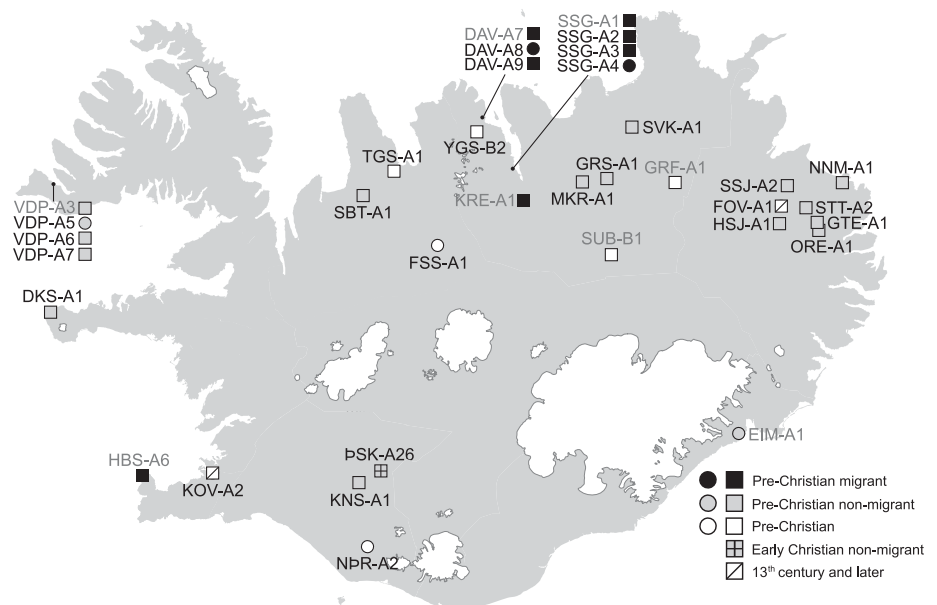 DAV-A7
DAV-A8
DAV-A9
SSG-A1
SSG-A2
SSG-A3
SSG-A4
SVK-A1
YGS-B2
TGS-A1
GRS-A1
GRF-A1
NNM-A1
SBT-A1
KRE-A1
MKR-A1
SSJ-A2
FOV-A1
STT-A2
HSJ-A1
GTE-A1
ORE-A1
VDP-A3
VDP-A5
VDP-A6
VDP-A7
SUB-B1
FSS-A1
DKS-A1
EIM-A1
HBS-A6
KOV-A2
ÞSK-A26
KNS-A1
NÞR-A2
Pre-Christian migrant
Pre-Christian non-migrant
Pre-Christian
Early Christian non-migrant
13th century and later